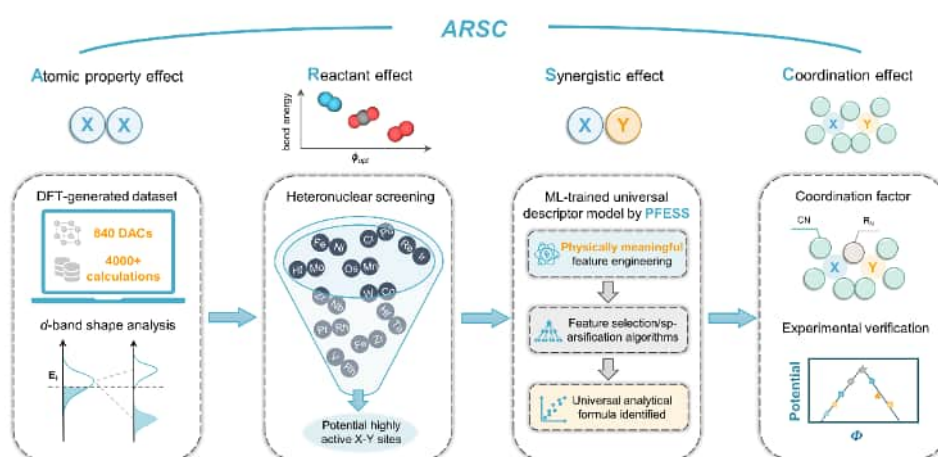 ARSC
Atomic property effect
X X
DFT-generated dataset
840 DACs
4000+
calculations
d-band shape analysis
Ef
Reactant effect
bond energy
ϕopt
Heteronuclear screening
Fe Ni
Hf Mo
Os Mn
Pt Rh
Potential highly
active X-Y sites
Synergistic effect
X Y
ML-trained universal
descriptor model by PFESS
Physically meaningful
feature engineering
Feature selection/sp-
arsification algorithms
Universal analytical
formula identified
Coordination effect
X Y
Coordination factor
CN
X Y
Experimental verification
Potential
Φ